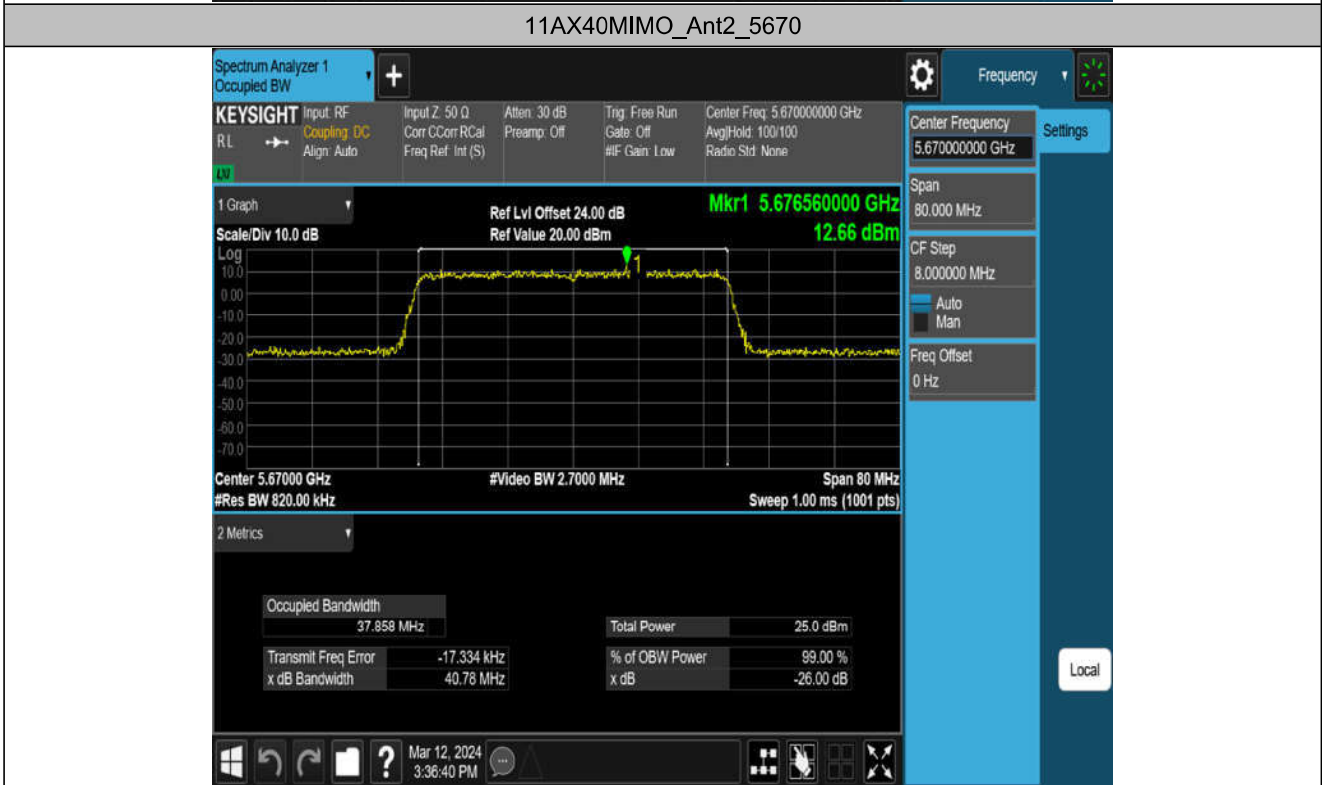 11AX40MIMO_Ant2_5670
Spectrum Analyzer 1
Occupied BW
+
Frequency
KEYSIGHT
RL
LXI
Input: RF
Coupling: DC
Align: Auto
Input Z: 50 Ω
Corr CCorr RCal
Freq Ref: Int (S)
Atten: 30 dB
Preamp: Off
Trig: Free Run
Gate: Off
#IF Gain: Low
Center Freq: 5.670000000 GHz
Avg|Hold: 100/100
Radio Std: None
1 Graph
Scale/Div 10.0 dB
Ref Lvl Offset 24.00 dB
Ref Value 20.00 dBm
Mkr1 5.676560000 GHz
12.66 dBm
Log
10.0
0.00
-10.0
-20.0
-30.0
-40.0
-50.0
-60.0
-70.0
1
Center 5.67000 GHz
#Video BW 2.7000 MHz
Span 80 MHz
#Res BW 820.00 kHz
Sweep 1.00 ms (1001 pts)
2 Metrics
Occupied Bandwidth
37.858 MHz
Total Power 25.0 dBm
Transmit Freq Error -17.334 kHz
% of OBW Power 99.00 %
x dB Bandwidth 40.78 MHz
x dB -26.00 dB
Center Frequency
5.670000000 GHz
Settings
Span
80.000 MHz
CF Step
8.000000 MHz
Auto
Man
Freq Offset
0 Hz
Local
?
Mar 12, 2024
3:36:40 PM